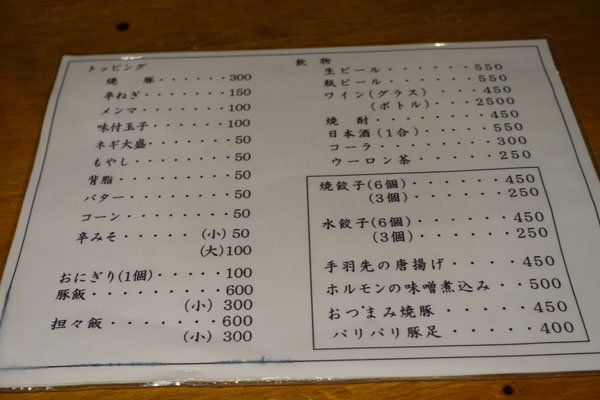 トッピング
焼　豚・・・・・・300
辛ねぎ・・・・・・・150
メンマ・・・・・・・100
味付玉子・・・・・・100
ネギ大盛・・・・・・50
もやし・・・・・・・50
背脂・・・・・・・・50
バター・・・・・・・50
コーン・・・・・・・50
辛みそ・・・・・(小) 50
(大)100
おにぎり(1個)・・・・100
豚飯・・・・・・・・600
(小) 300
担々飯・・・・・・・600
(小) 300
飲　物
生ビール・・・・・・550
瓶ビール・・・・・・550
ワイン(グラス)・・・450
(ボトル)・・・2500
焼　酎・・・・・・・450
日本酒(1合)・・・・・550
コーラ・・・・・・・300
ウーロン茶・・・・・250
焼餃子(6個)・・・・・450
(3個)・・・・・250
水餃子(6個)・・・・・450
(3個)・・・・・250
手羽先の唐揚げ・・・・450
ホルモンの味噌煮込み・・500
おつまみ焼豚・・・・・450
パリパリ豚足・・・・・400